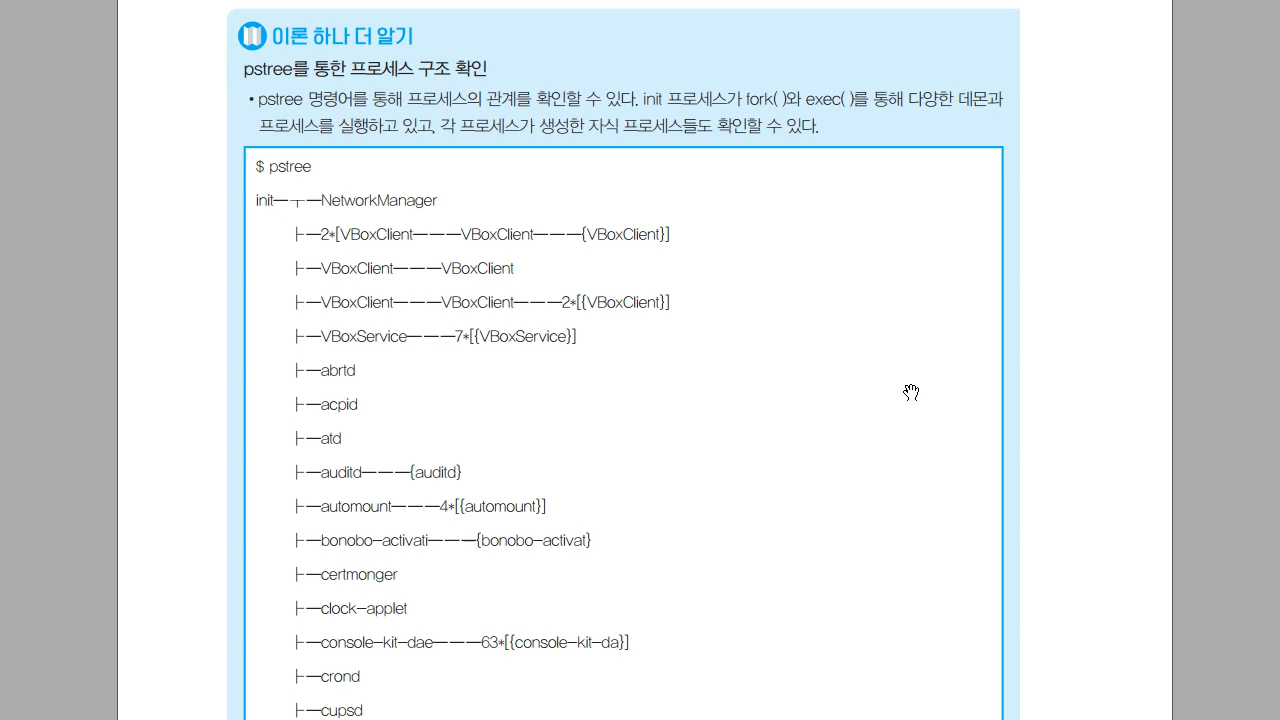 이론 하나 더 알기
pstree를 통한 프로세스 구조 확인
• pstree 명령어를 통해 프로세스의 관계를 확인할 수 있다. init 프로세스가 fork( )와 exec( )를 통해 다양한 데몬과
프로세스를 실행하고 있고, 각 프로세스가 생성한 자식 프로세스들도 확인할 수 있다.
$ pstree
init─┬─NetworkManager
├─2*[VBoxClient───VBoxClient───{VBoxClient}]
├─VBoxClient───VBoxClient
├─VBoxClient───VBoxClient───2*[{VBoxClient}]
├─VBoxService───7*[{VBoxService}]
├─abrtd
├─acpid
├─atd
├─auditd───{auditd}
├─automount───4*[{automount}]
├─bonobo-activati───{bonobo-activat}
├─certmonger
├─clock-applet
├─console-kit-dae───63*[{console-kit-da}]
├─crond
├─cupsd